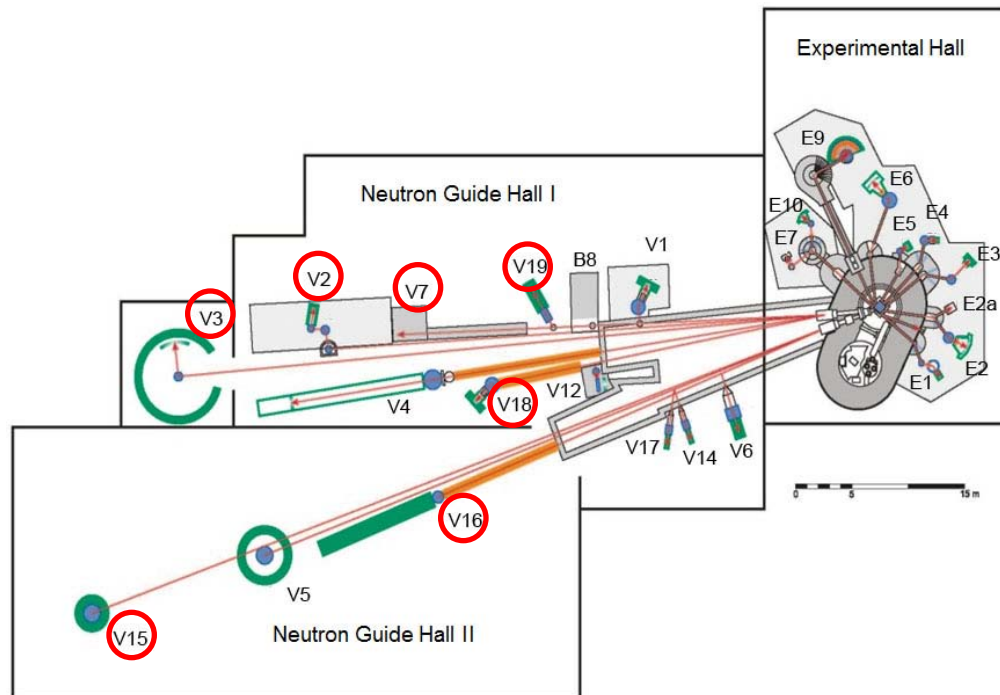 Experimental Hall
E9
E6
Neutron Guide Hall I
E10
E5
E4
E7
V1
E3
B8
V2
V19
V7
E2a
V3
E2
E1
V12
V4
V18
V17
V14
V6
0
5
15 m
V16
V5
V15
Neutron Guide Hall II